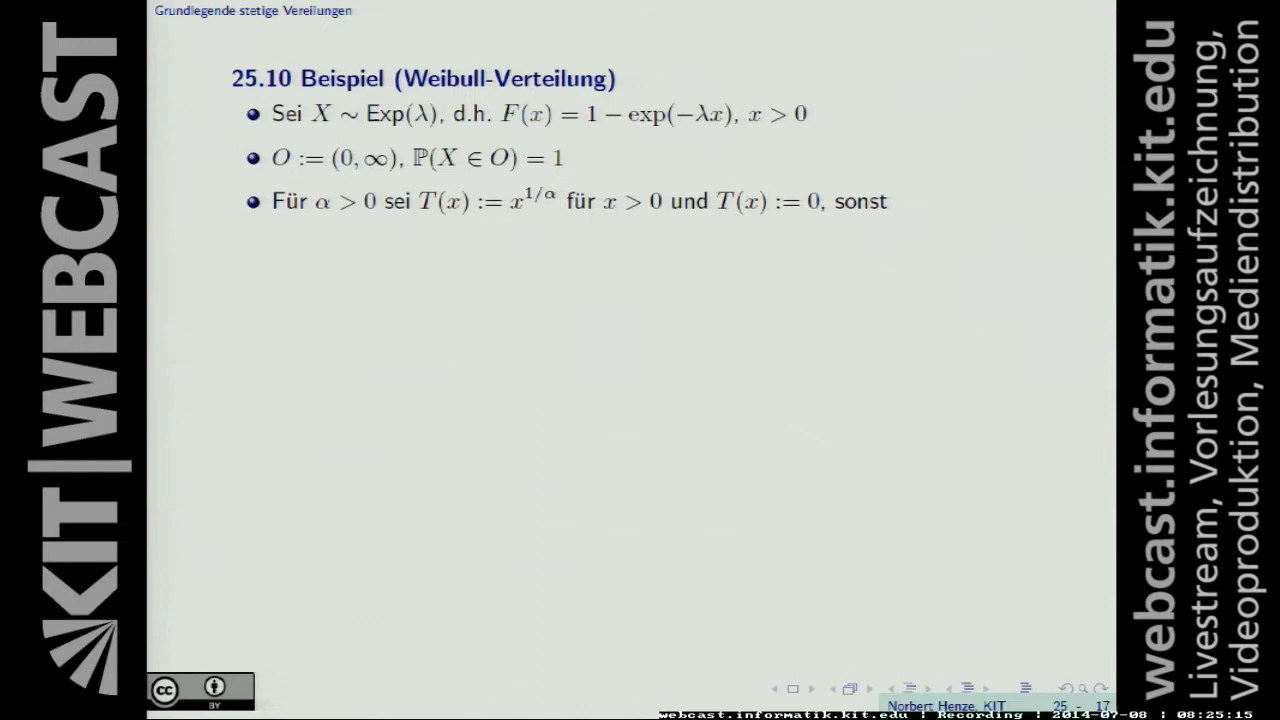 Grundlegende stetige Vereilungen
25.10 Beispiel (Weibull-Verteilung)
Sei X ∼ Exp(λ), d.h. F(x) = 1 − exp(−λx), x > 0
O := (0, ∞), ℙ(X ∈ O) = 1
Für α > 0 sei T(x) := x^{1/α} für x > 0 und T(x) := 0, sonst
KIT | WEBCAST
webcast.informatik.kit.edu
Livestream, Vorlesungsaufzeichnung,
Videoproduktion, Mediendistribution
cc
BY
Norbert Henze, KIT 25 - 17
webcast.informatik.kit.edu | Recording | 2014-07-08 | 08:25:15